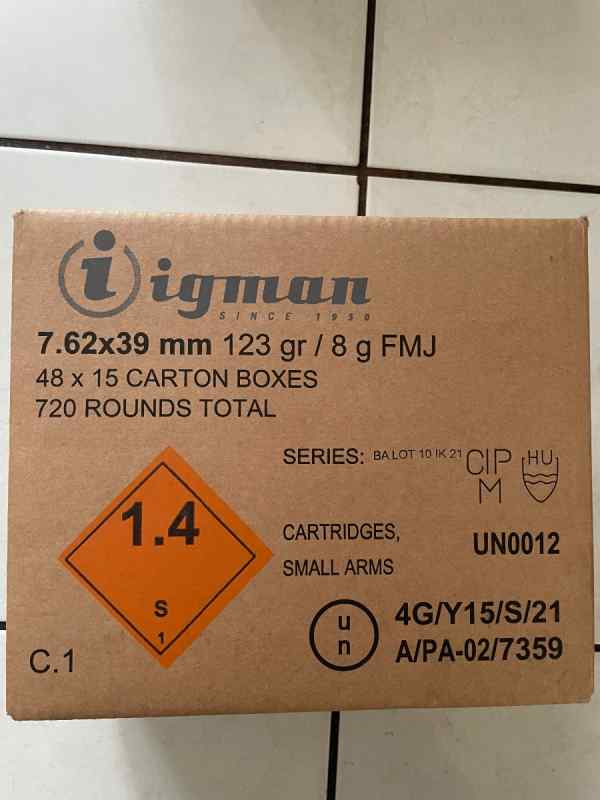 i igman
SINCE 1950
7.62x39 mm 123 gr / 8 g FMJ
48 x 15 CARTON BOXES
720 ROUNDS TOTAL
SERIES: BA LOT 10 IK 21 CIP M HU
1.4
S
1
CARTRIDGES,
SMALL ARMS
UN0012
un
4G/Y15/S/21
A/PA-02/7359
C.1